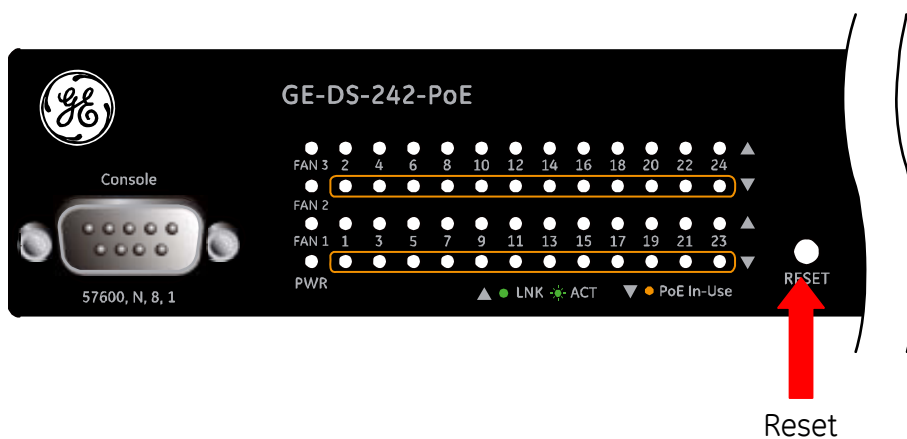 GE
GE-DS-242-PoE
FAN 3 2 4 6 8 10 12 14 16 18 20 22 24
Console
FAN 2
FAN 1 1 3 5 7 9 11 13 15 17 19 21 23
PWR
57600, N, 8, 1
▲ ● LNK ACT ▼ ● PoE In-Use
RESET
Reset